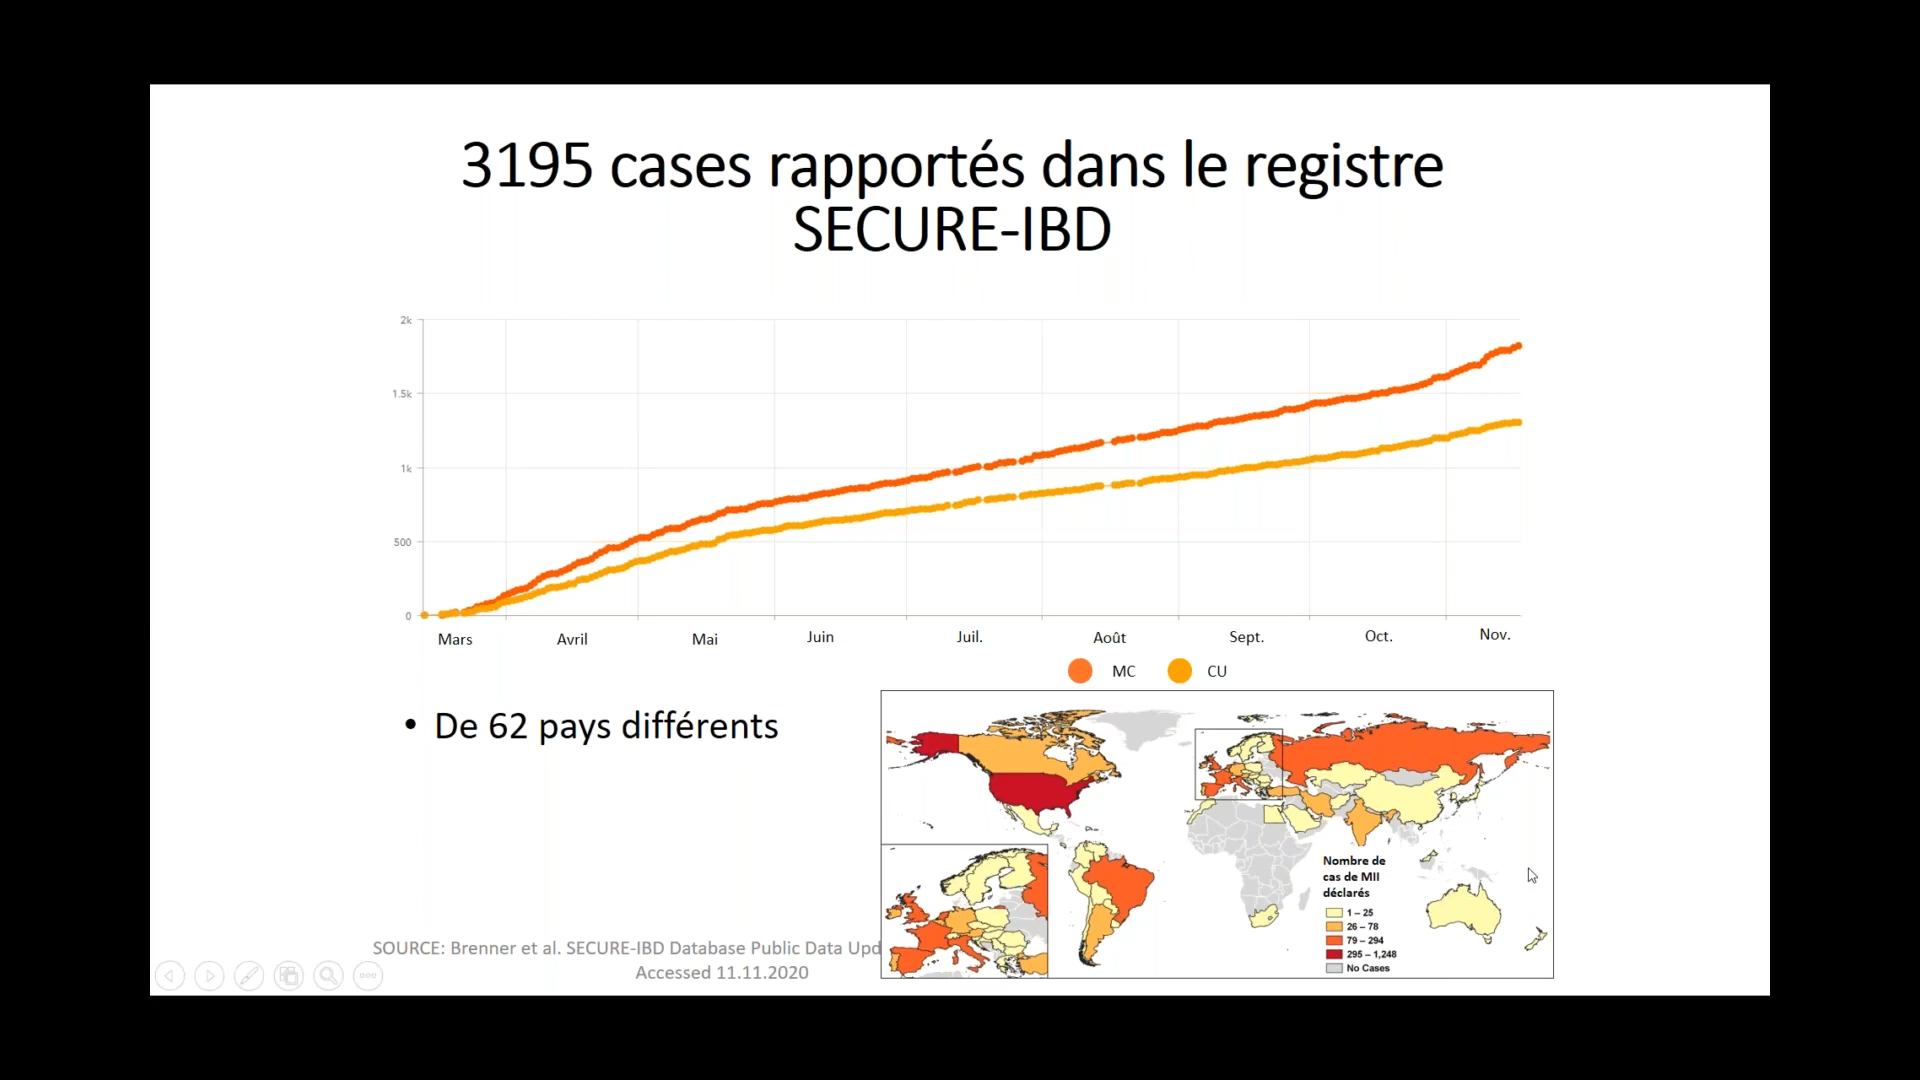 3195 cases rapportés dans le registre
SECURE-IBD
2k
1.5k
1k
500
0
Mars
Avril
Mai
Juin
Juil.
Août
Sept.
Oct.
Nov.
MC
CU
• De 62 pays différents
Nombre de
cas de MII
déclarés
1 – 25
26 – 78
79 – 294
295 – 1,248
No Cases
SOURCE: Brenner et al. SECURE-IBD Database Public Data Upd
Accessed 11.11.2020